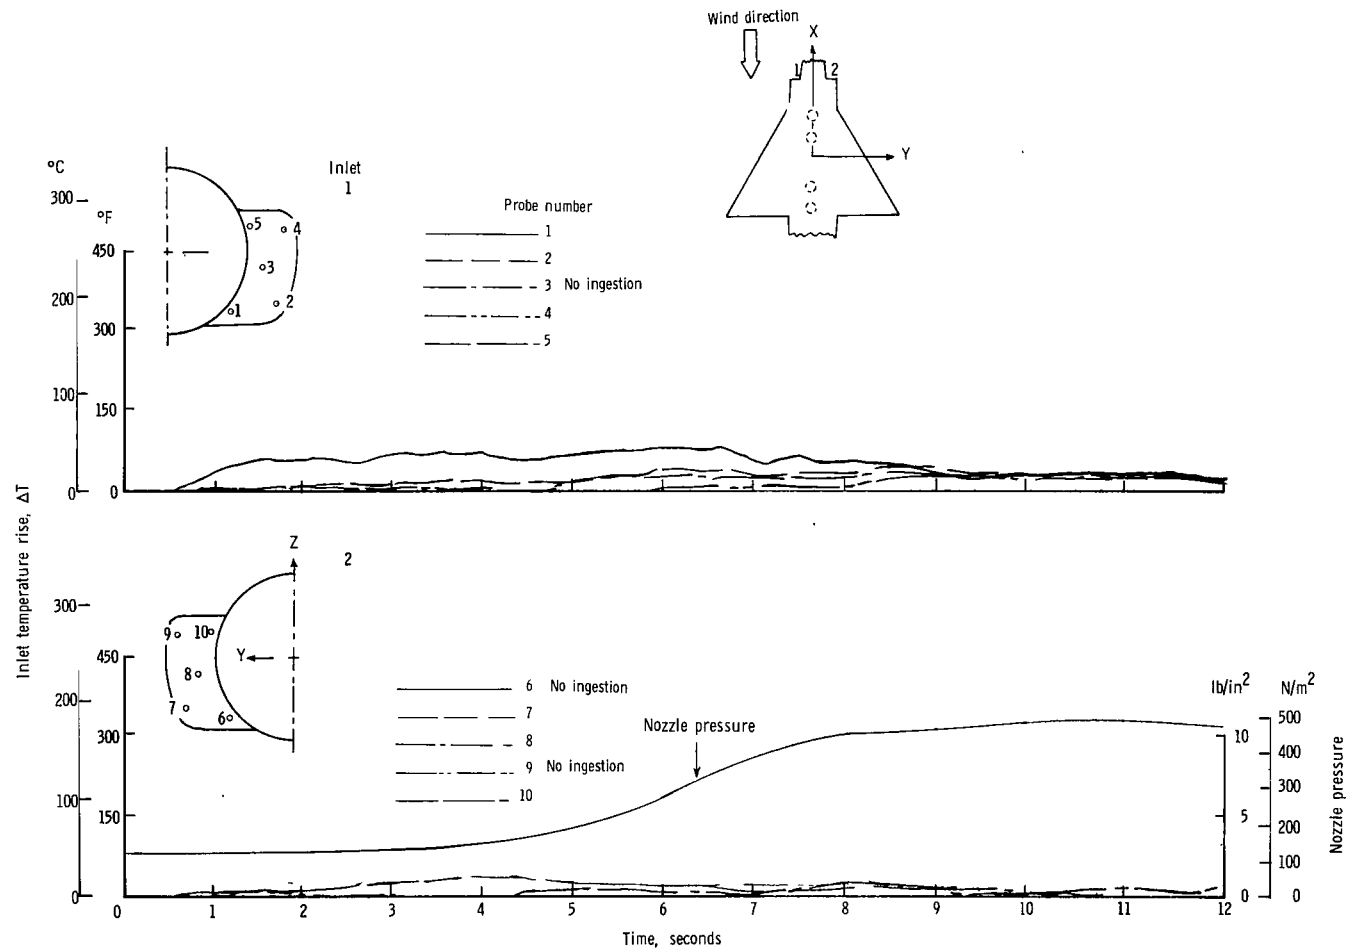 Wind direction
X
1 2
Y
°C
300
°F
450
200
300
100
150
0
0
Inlet
1
5
4
3
2
1
Probe number
1
2
3 No ingestion
4
5
Inlet temperature rise, ΔT
Z
2
Y
9
10
8
7
6
300
450
200
300
100
150
0
6 No ingestion
7
8
9 No ingestion
10
Nozzle pressure
lb/in²
N/m²
10
5
0
500
400
300
200
100
0
Nozzle pressure
0 1 2 3 4 5 6 7 8 9 10 11 12
Time, seconds